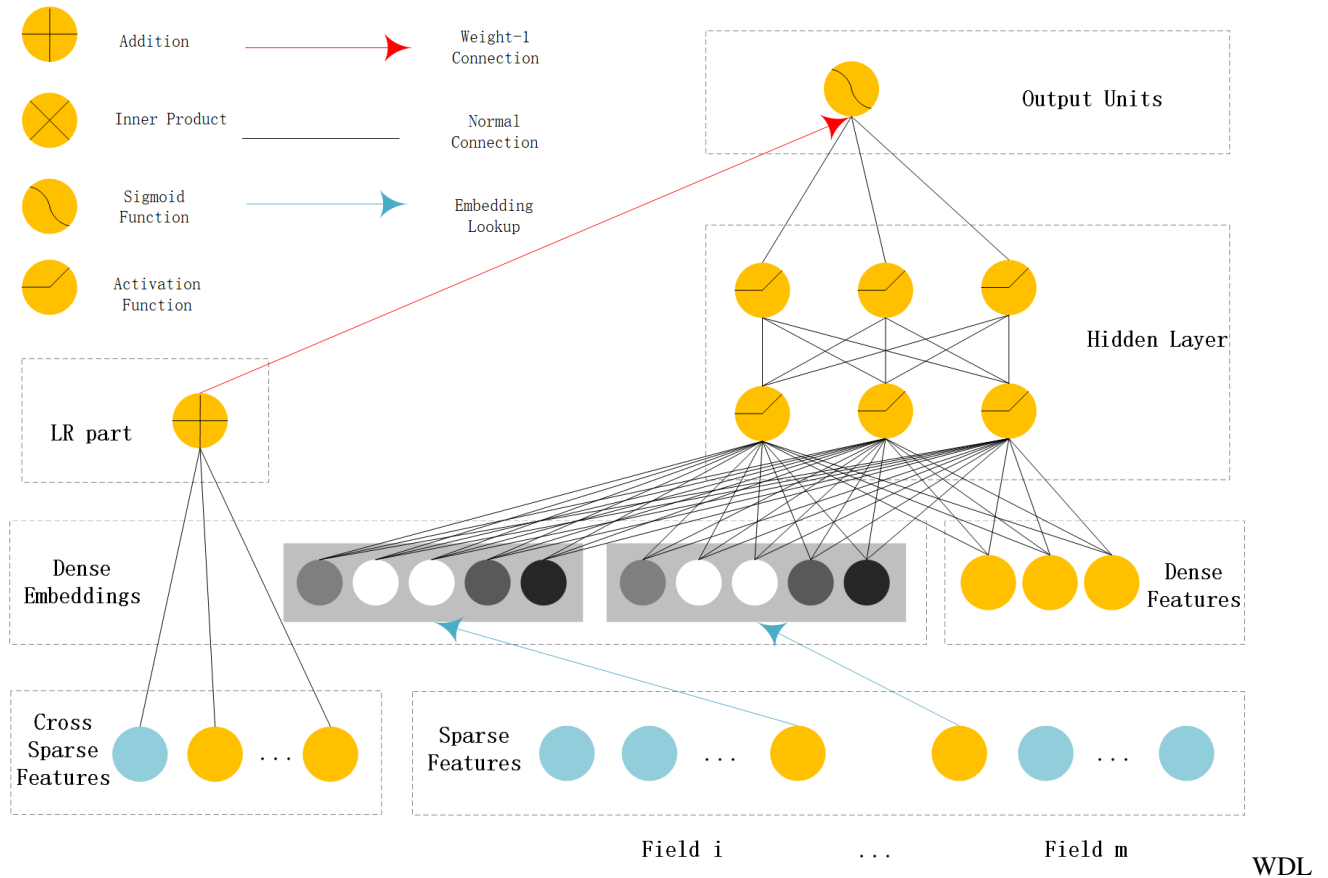 Addition
Weight-1
Connection
Inner Product
Normal
Connection
Sigmoid
Function
Embedding
Lookup
Activation
Function
Output Units
Hidden Layer
LR part
Dense
Embeddings
Dense
Features
Cross
Sparse
Features
...
Sparse
Features
...
...
Field i
...
Field m
WDL